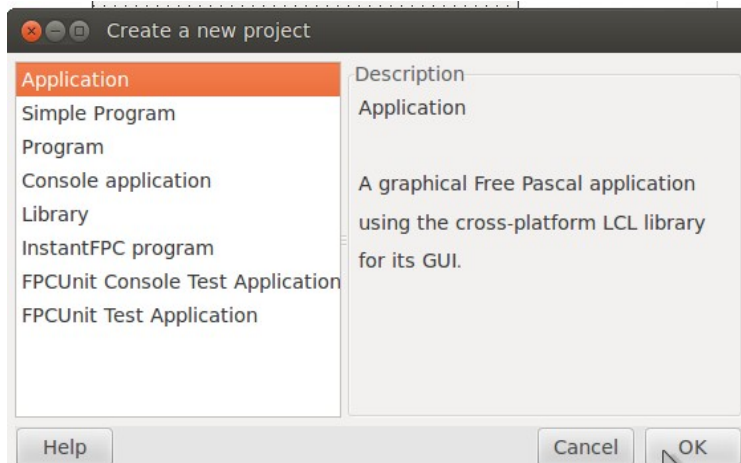 Create a new project
Application
Simple Program
Program
Console application
Library
InstantFPC program
FPCUnit Console Test Application
FPCUnit Test Application
Description
Application
A graphical Free Pascal application
using the cross-platform LCL library
for its GUI.
Help
Cancel
OK